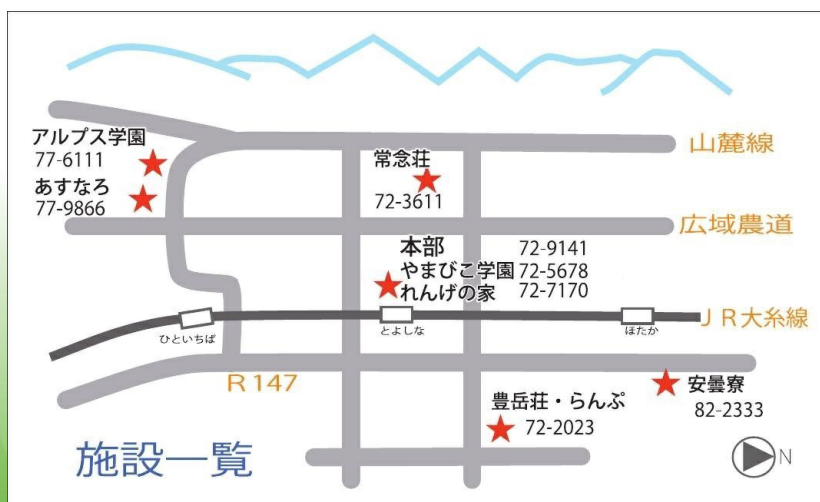 山麓線
アルプス学園
77-6111
あすなろ
77-9866
常念荘
72-3611
広域農道
本部 72-9141
やまびこ学園 72-5678
れんげの家 72-7170
ひといちば
とよしな
ほたか
JR大糸線
R147
安曇寮
82-2333
豊岳荘・らんぷ
72-2023
施設一覧
N